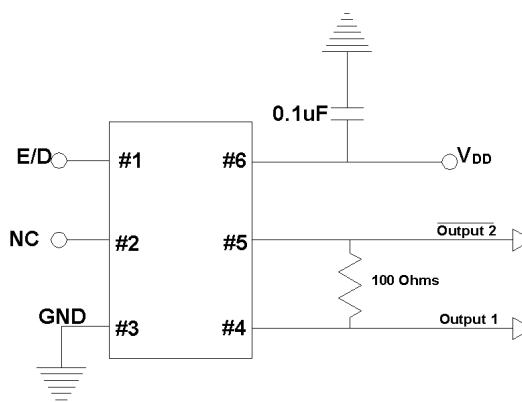 0.1uF
E/D
#1
#6
VDD
NC
#2
#5
Output 2
100 Ohms
GND
#3
#4
Output 1